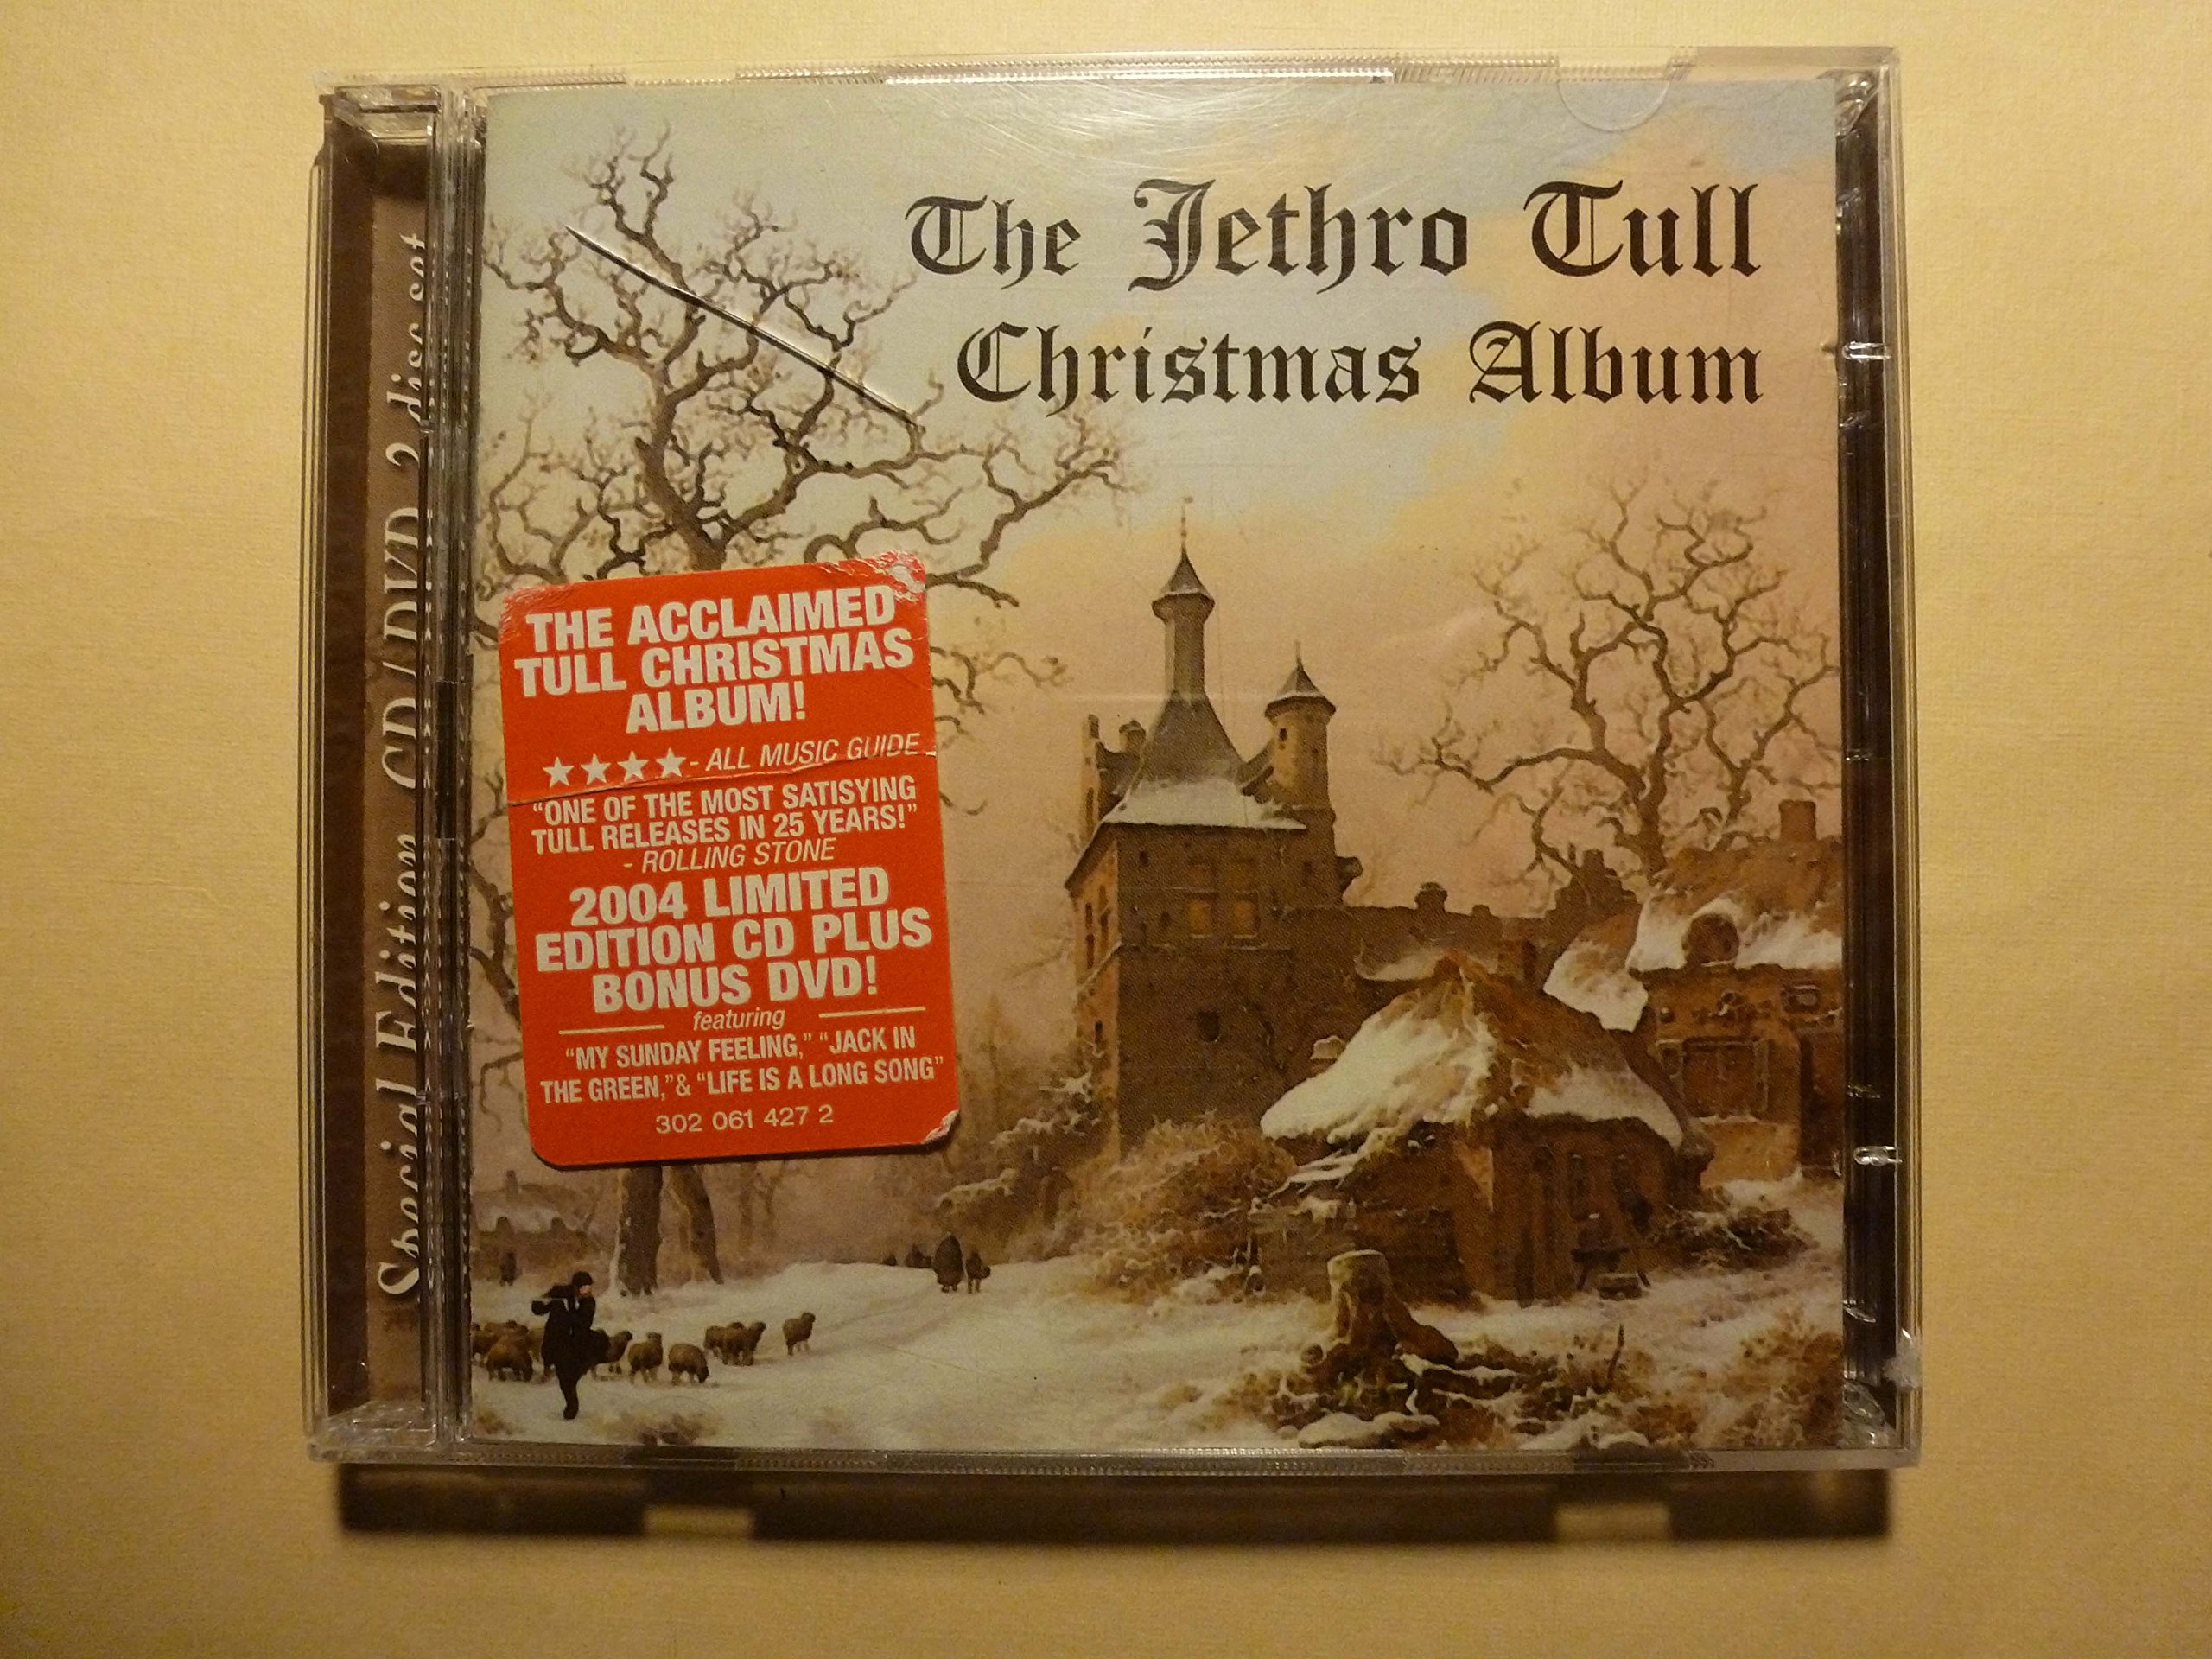 The Jethro Tull
Christmas Album
THE ACCLAIMED
TULL CHRISTMAS
ALBUM!
★★★★- ALL MUSIC GUIDE
“ONE OF THE MOST SATISYING
TULL RELEASES IN 25 YEARS!”
- ROLLING STONE
2004 LIMITED
EDITION CD PLUS
BONUS DVD!
featuring
“MY SUNDAY FEELING,” “JACK IN
THE GREEN,”& “LIFE IS A LONG SONG”
302 061 427 2
Special Edition CD/DVD 2 disc set